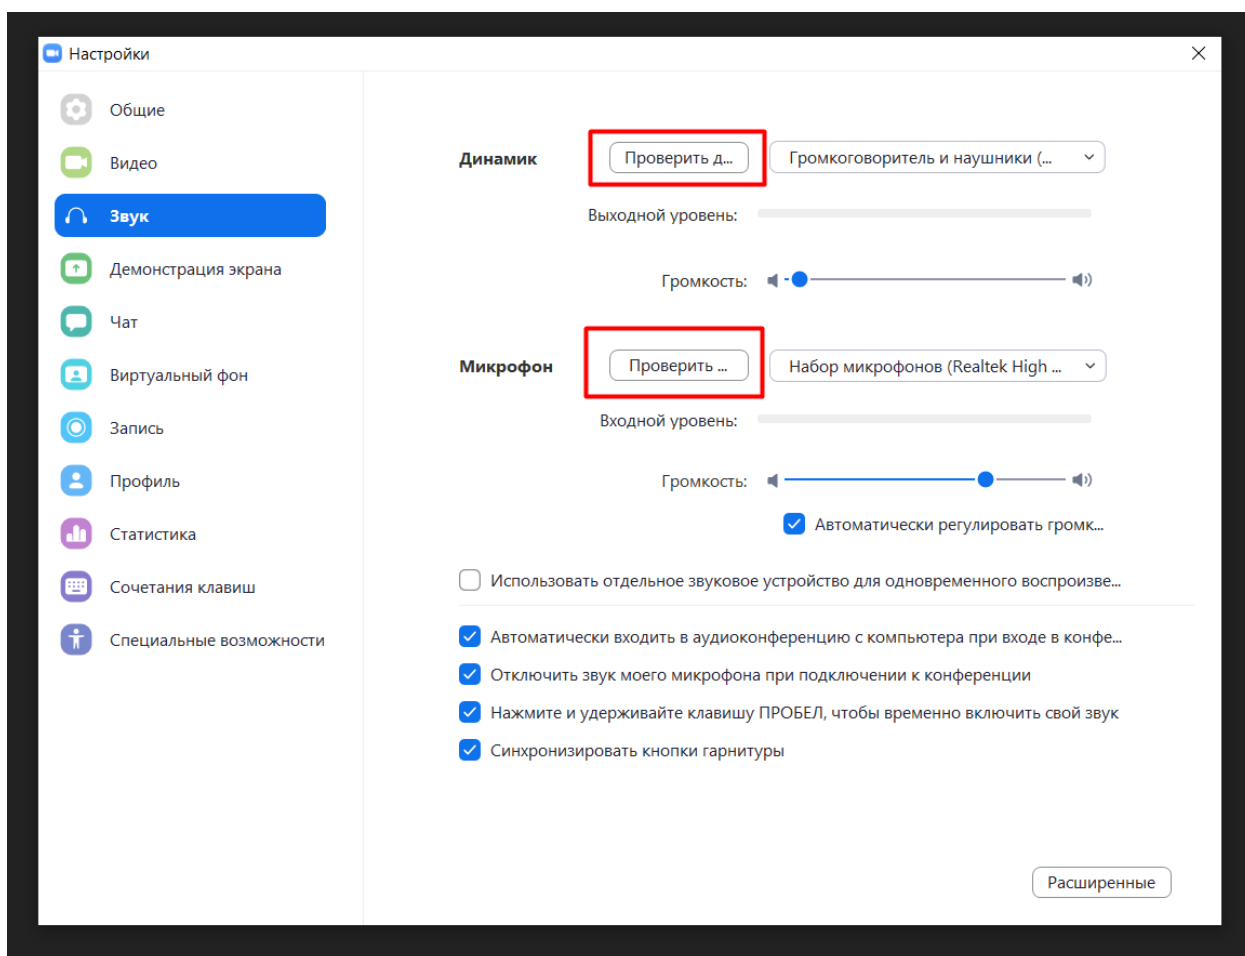 Настройки
Общие
Видео
Звук
Демонстрация экрана
Чат
Виртуальный фон
Запись
Профиль
Статистика
Сочетания клавиш
Специальные возможности
Динамик
Проверить д...
Громкоговоритель и наушники (...
Выходной уровень:
Громкость:
Микрофон
Проверить ...
Набор микрофонов (Realtek High ...
Входной уровень:
Громкость:
Автоматически регулировать громк...
Использовать отдельное звуковое устройство для одновременного воспроизве...
Автоматически входить в аудиоконференцию с компьютера при входе в конфе...
Отключить звук моего микрофона при подключении к конференции
Нажмите и удерживайте клавишу ПРОБЕЛ, чтобы временно включить свой звук
Синхронизировать кнопки гарнитуры
Расширенные